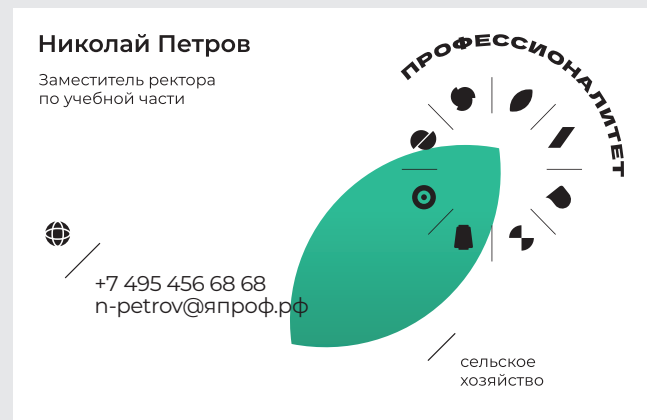 Николай Петров
Заместитель ректора
по учебной части
ПРОФЕССИОНАЛИТЕТ
+7 495 456 68 68
n-petrov@япроф.рф
сельское
хозяйство